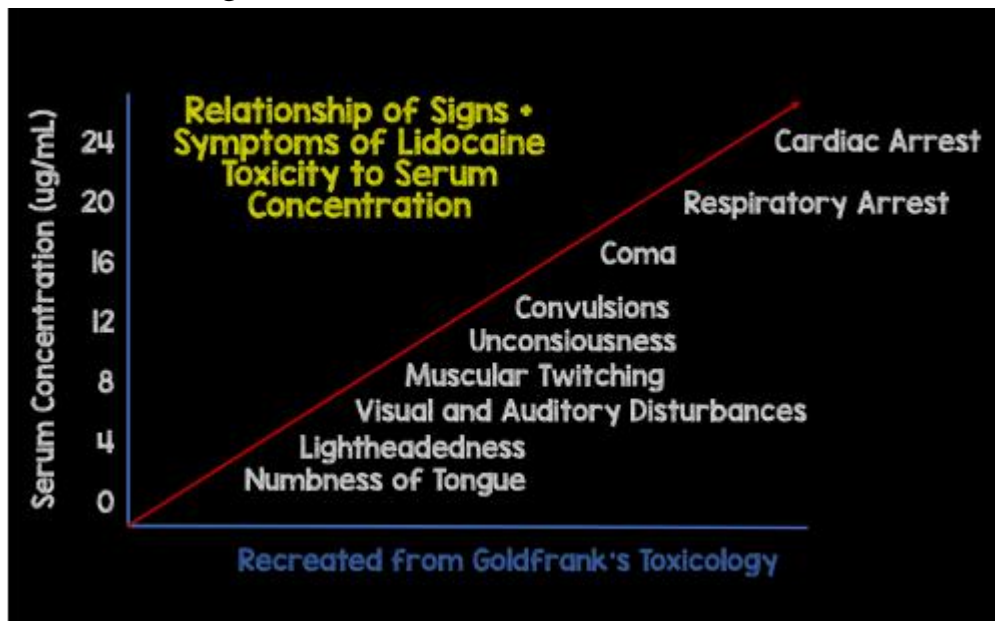 Relationship of Signs +
Symptoms of Lidocaine
Toxicity to Serum
Concentration
Serum Concentration (ug/mL)
24
20
16
12
8
4
0
Cardiac Arrest
Respiratory Arrest
Coma
Convulsions
Unconsiousness
Muscular Twitching
Visual and Auditory Disturbances
Lightheadedness
Numbness of Tongue
Recreated from Goldfrank's Toxicology